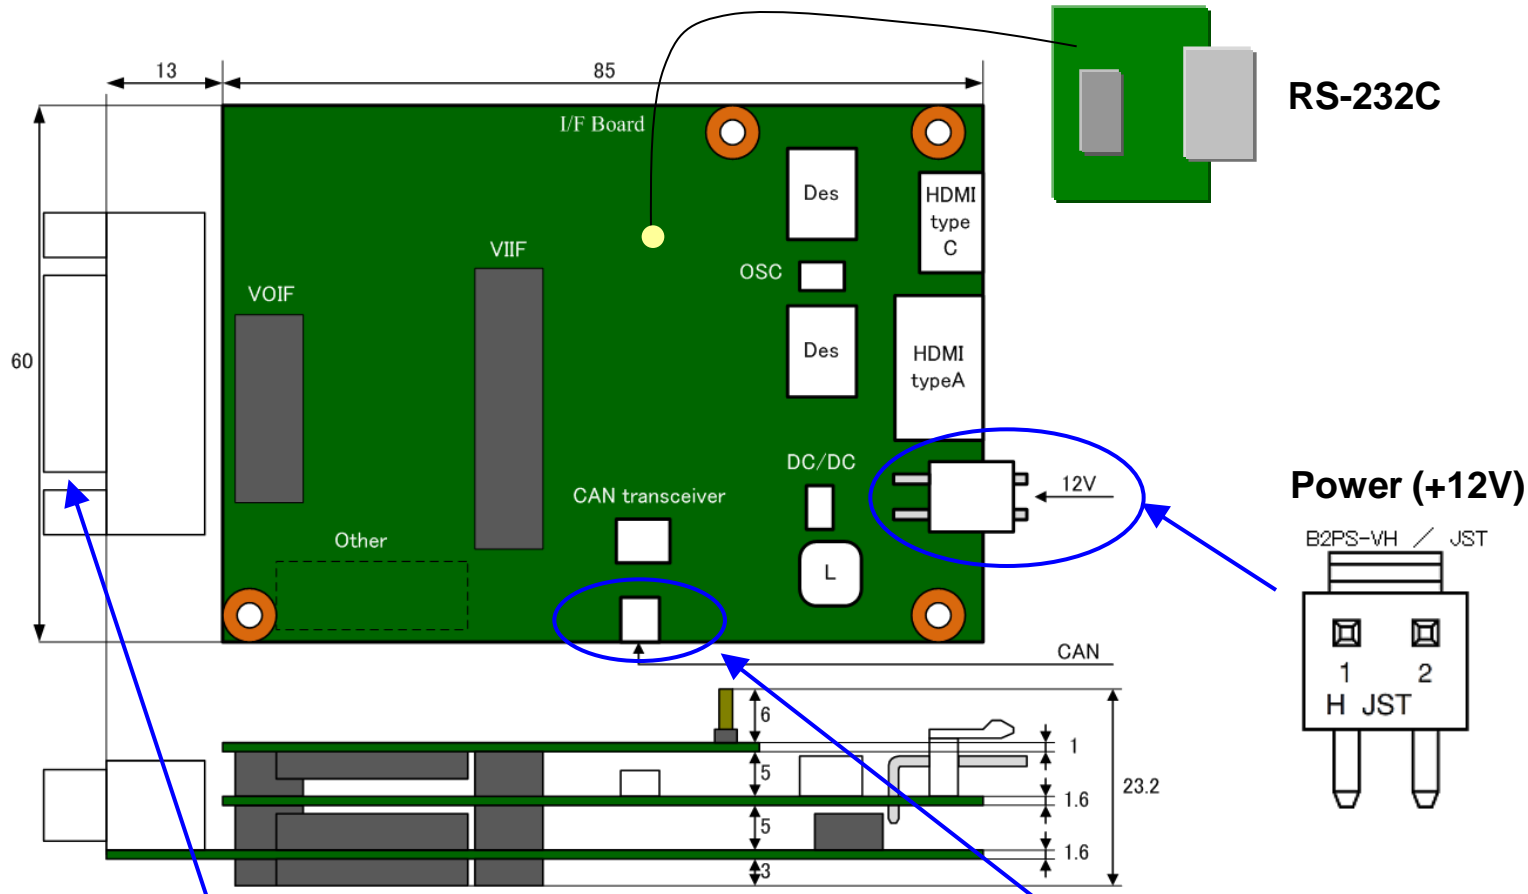 13
85
RS-232C
I/F Board
Des
HDMI
type
C
VIIF
OSC
VOIF
60
Des
HDMI
typeA
DC/DC
12V
Power (+12V)
CAN transceiver
B2PS-VH / JST
Other
L
CAN
1 2
H JST
6
1
5
23.2
1.6
5
1.6
3